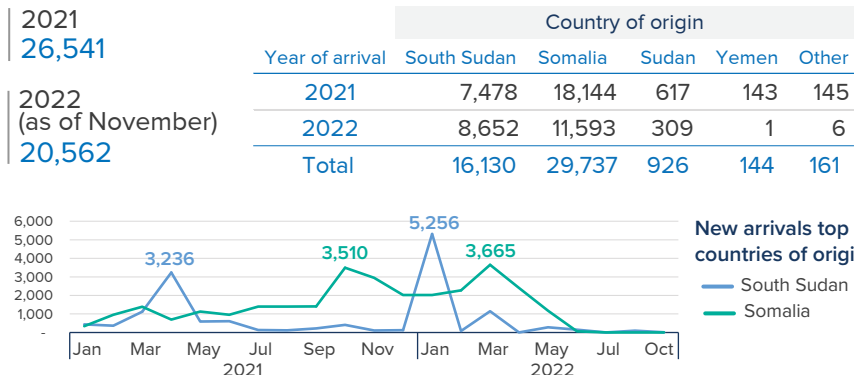 2021
26,541
2022
(as of November)
20,562
Country of origin
Year of arrival South Sudan Somalia Sudan Yemen Other
2021 7,478 18,144 617 143 145
2022 8,652 11,593 309 1 6
Total 16,130 29,737 926 144 161
6,000
5,000
4,000
3,000
2,000
1,000
-
3,236
3,510
5,256
3,665
Jan Mar May Jul Sep Nov Jan Mar May Jul Oct
2021 2022
New arrivals top
countries of origi
South Sudan
Somalia